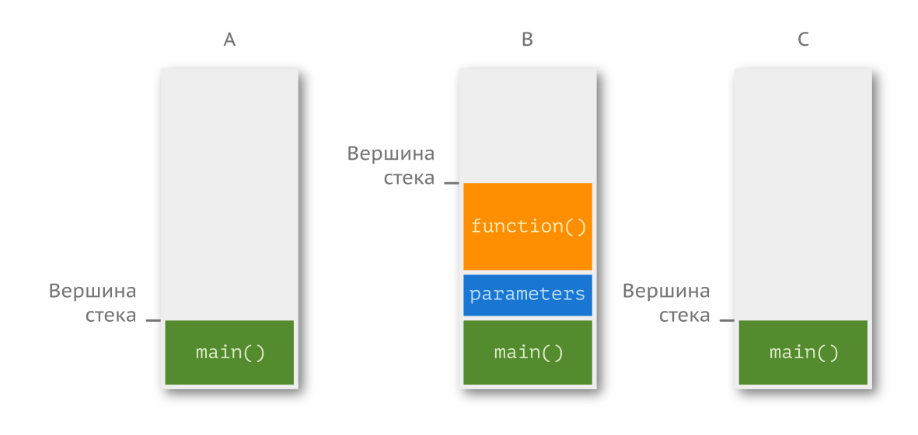 A
B
C
Вершина
стека
function()
Вершина
стека
parameters
Вершина
стека
main()
main()
main()